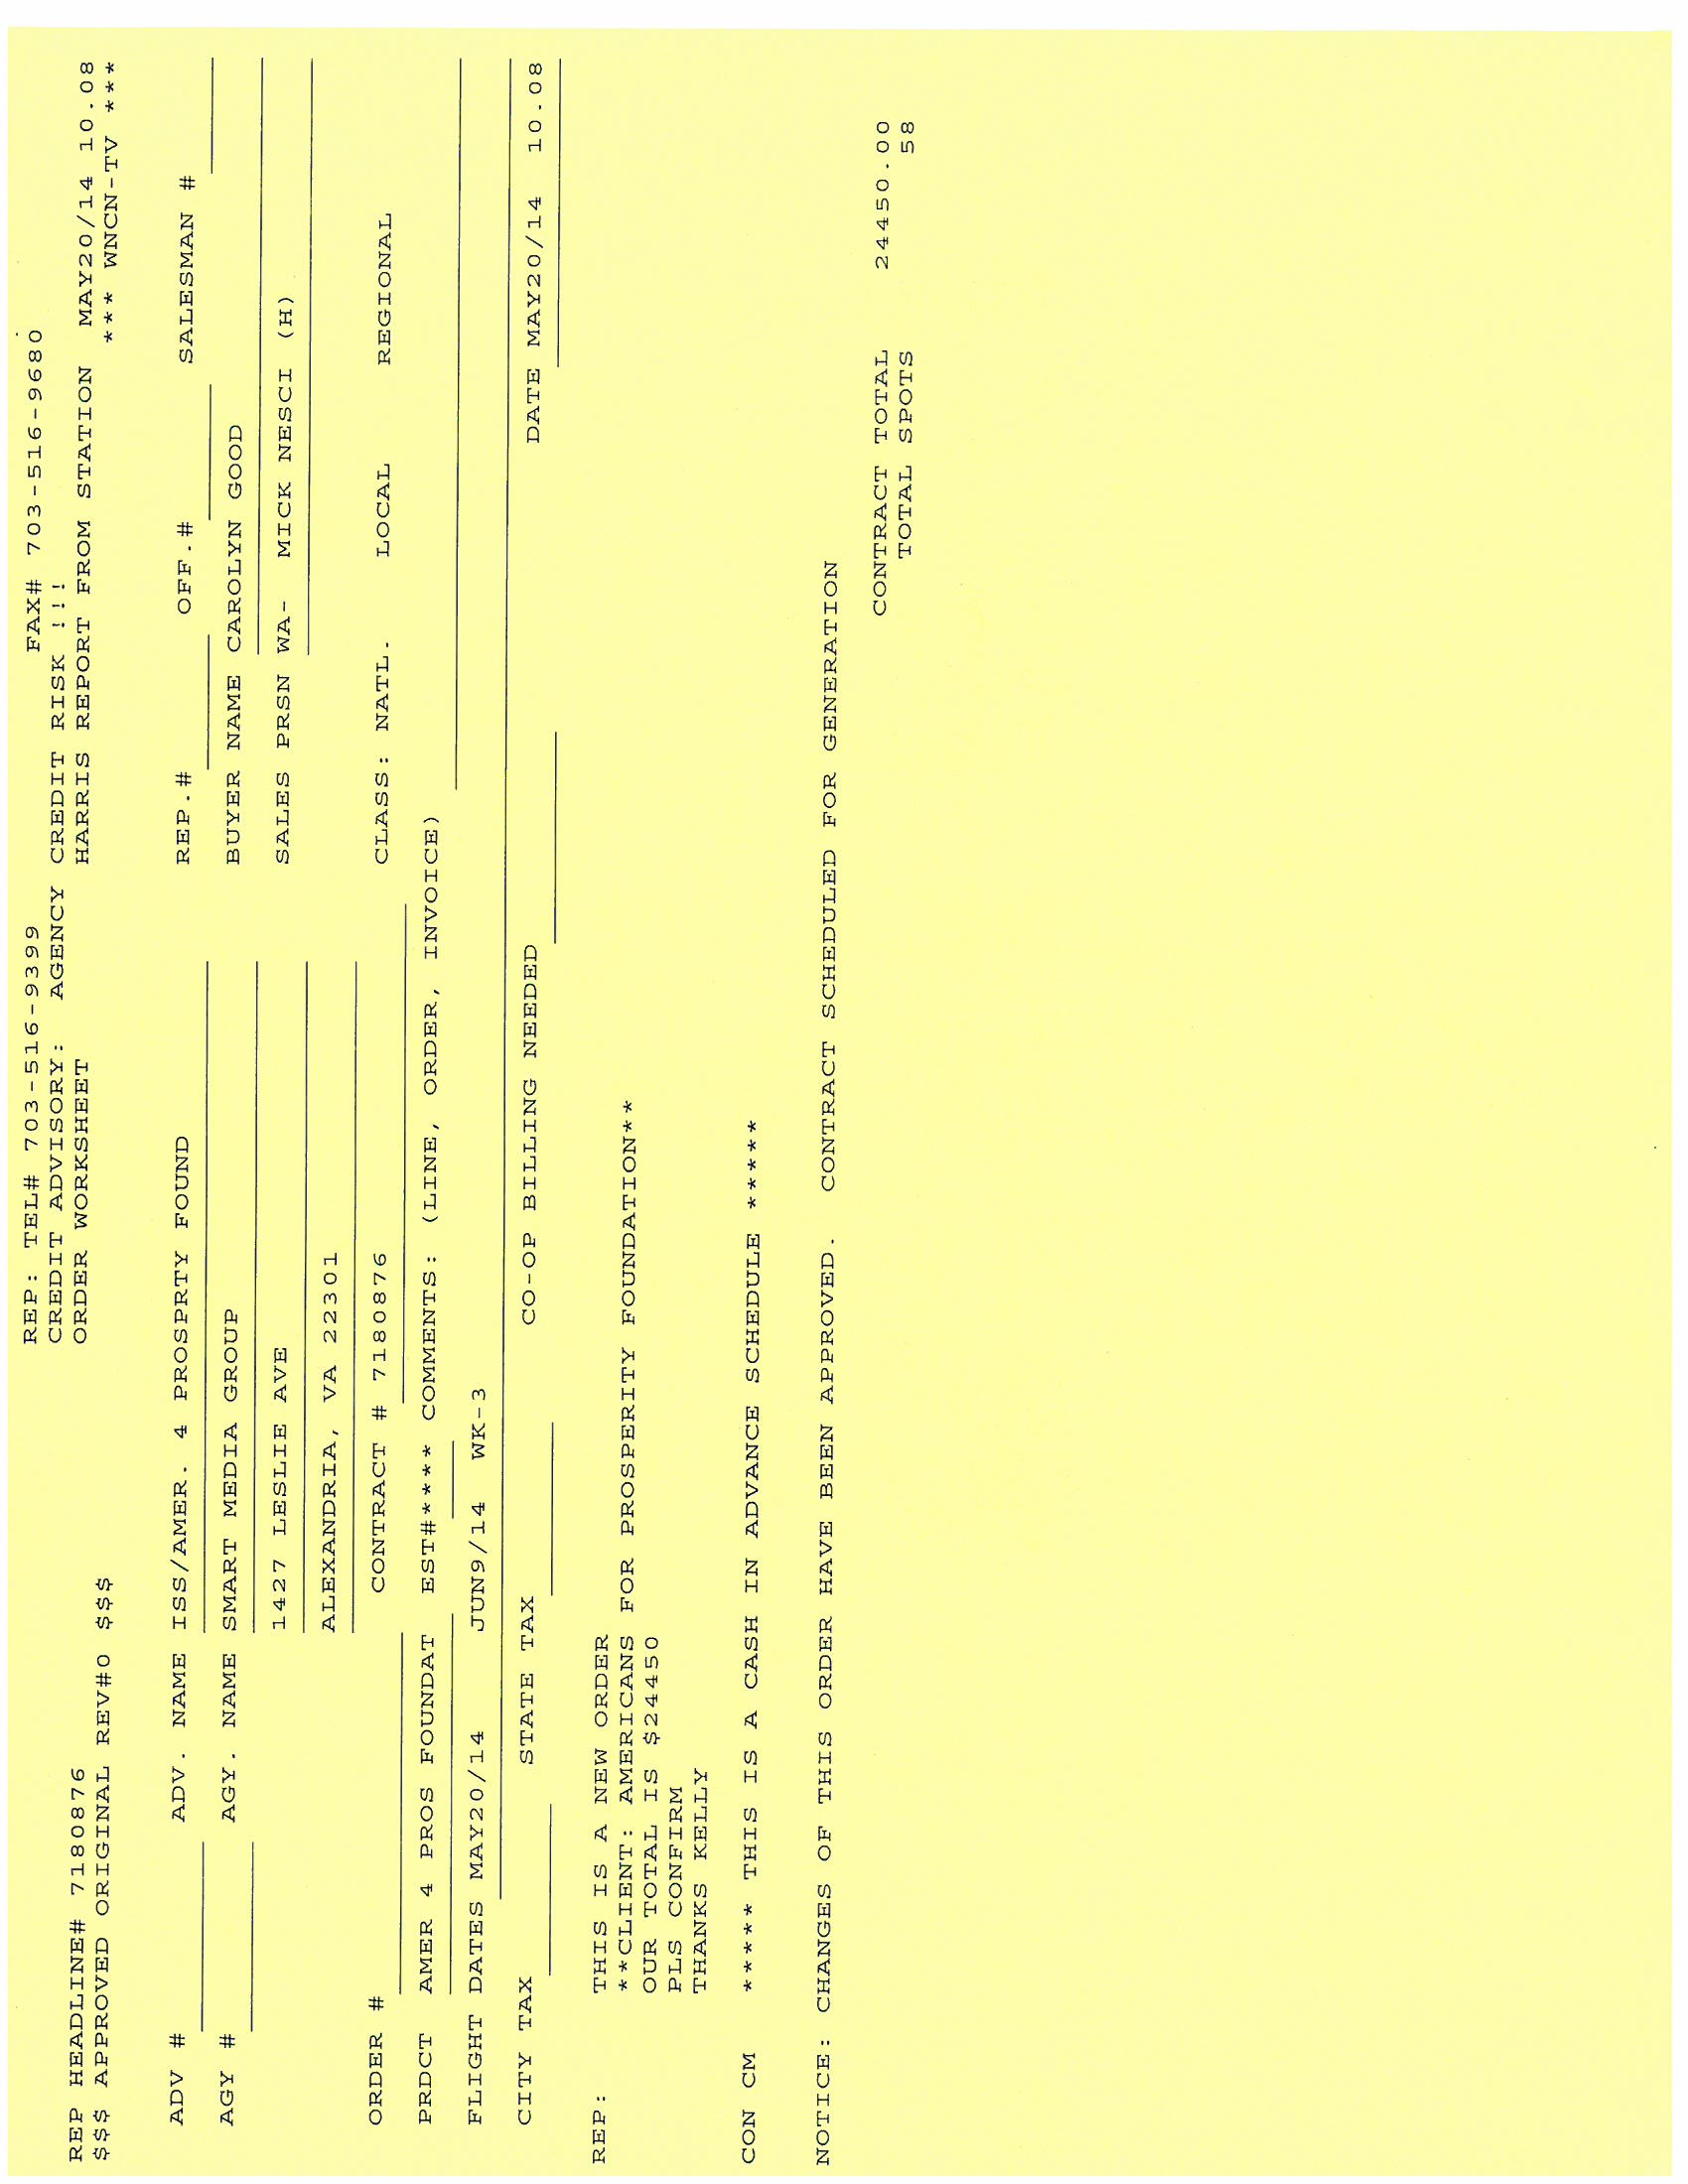 REP: TEL# 703-516-9399 FAX# 703-516-9680
CREDIT ADVISORY: AGENCY CREDIT RISK !!!
REP HEADLINE# 7180876 ORDER WORKSHEET HARRIS REPORT FROM STATION MAY20/14 10.08
$$$ APPROVED ORIGINAL REV#0 $$$ *** WNCN-TV ***
ADV # ADV. NAME ISS/AMER. 4 PROSPRTY FOUND REP.# OFF.# SALESMAN #
AGY # AGY. NAME SMART MEDIA GROUP BUYER NAME CAROLYN GOOD
1427 LESLIE AVE SALES PRSN WA- MICK NESCI (H)
ALEXANDRIA, VA 22301
ORDER # CONTRACT # 7180876 CLASS: NATL. LOCAL REGIONAL
PRDCT AMER 4 PROS FOUNDAT EST#**** COMMENTS: (LINE, ORDER, INVOICE)
FLIGHT DATES MAY20/14 JUN9/14 WK-3
CITY TAX STATE TAX CO-OP BILLING NEEDED DATE MAY20/14 10.08
REP: THIS IS A NEW ORDER
**CLIENT: AMERICANS FOR PROSPERITY FOUNDATION**
OUR TOTAL IS $24450
PLS CONFIRM
THANKS KELLY
CON CM ***** THIS IS A CASH IN ADVANCE SCHEDULE *****
NOTICE: CHANGES OF THIS ORDER HAVE BEEN APPROVED. CONTRACT SCHEDULED FOR GENERATION
CONTRACT TOTAL 24450.00
TOTAL SPOTS 58